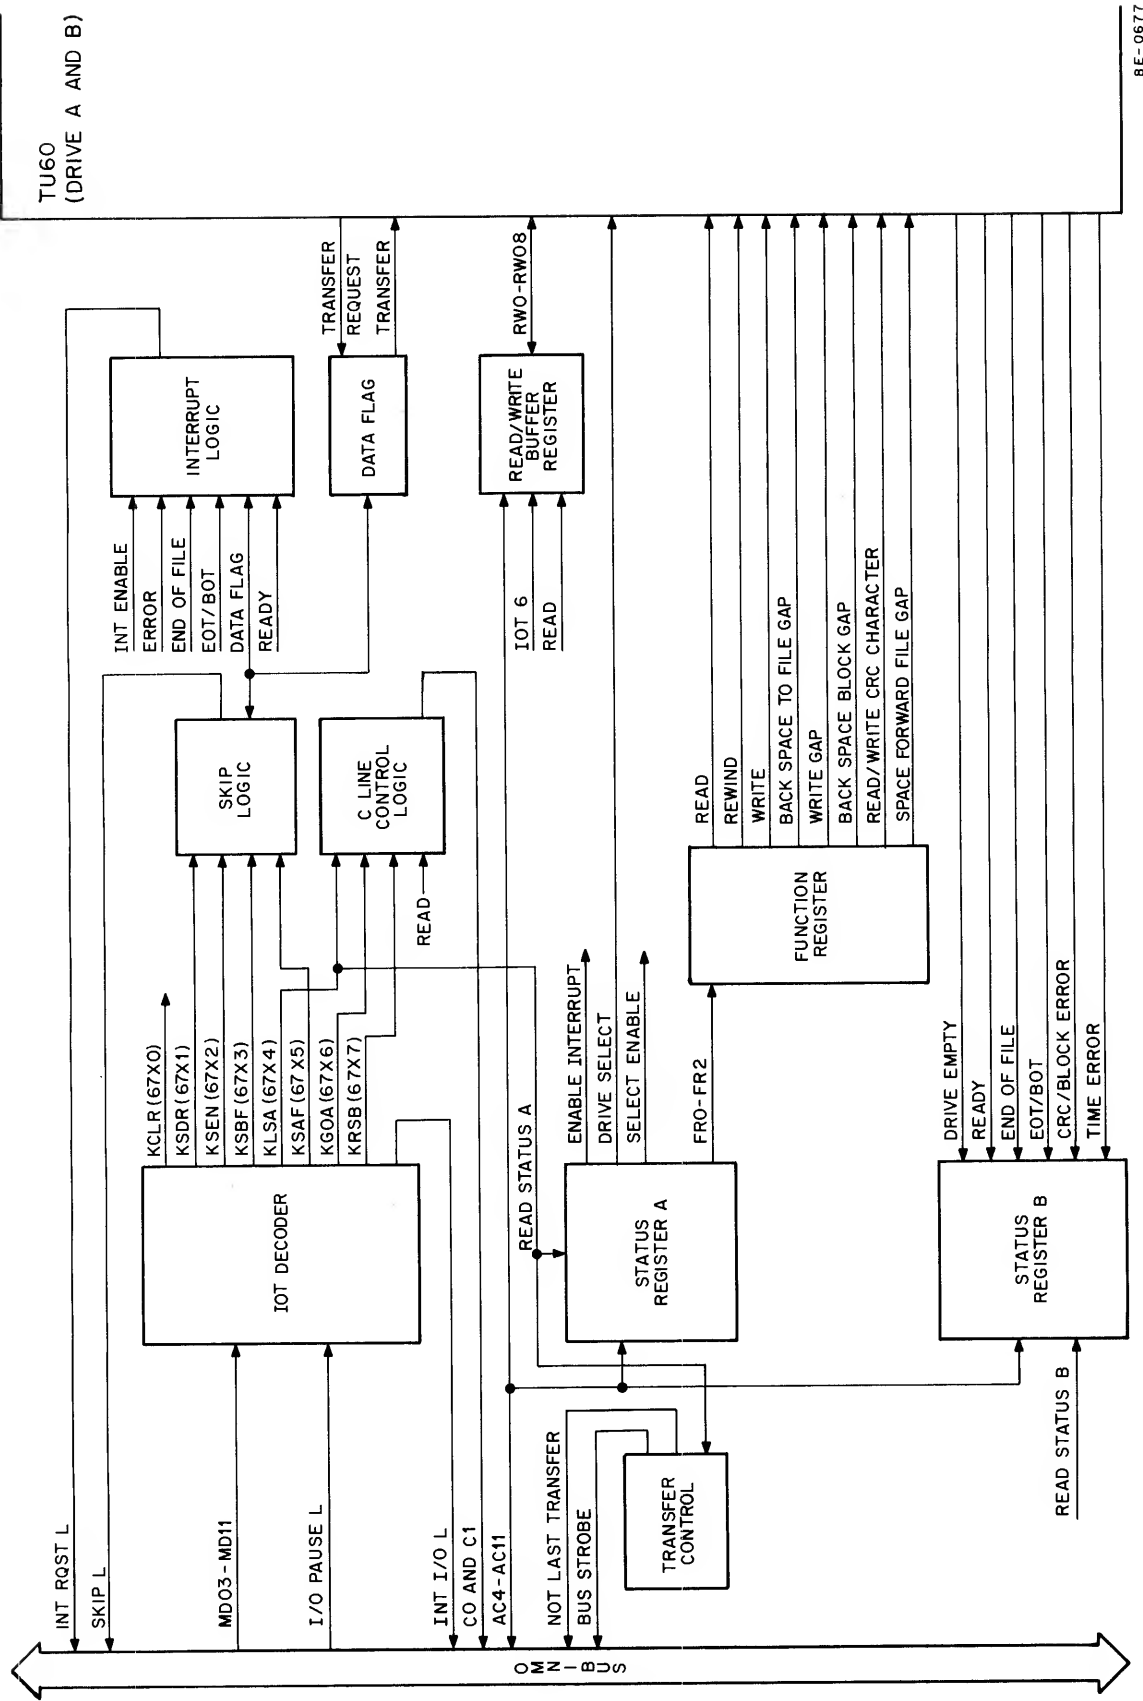 TU60
(DRIVE A AND B)
INT RQST L
SKIP L
MD03-MD11
I/O PAUSE L
INT I/O L
C0 AND C1
AC4-AC11
NOT LAST TRANSFER
BUS STROBE
OMNI-BUS
IOT DECODER
KCLR (67X0)
KSDR (67X1)
KSEN (67X2)
KSBF (67X3)
KLSA (67X4)
KSAF (67X5)
KGOA (67X6)
KRSB (67X7)
SKIP
LOGIC
C LINE
CONTROL
LOGIC
READ
INT ENABLE
ERROR
END OF FILE
EOT/BOT
DATA FLAG
READY
INTERRUPT
LOGIC
TRANSFER
REQUEST
TRANSFER
DATA FLAG
IOT 6
READ
READ/WRITE
BUFFER
REGISTER
RW0-RW08
TRANSFER
CONTROL
READ STATUS A
STATUS
REGISTER A
ENABLE INTERRUPT
DRIVE SELECT
SELECT ENABLE
FR0-FR2
FUNCTION
REGISTER
READ
REWIND
WRITE
BACK SPACE TO FILE GAP
WRITE GAP
BACK SPACE BLOCK GAP
READ/WRITE CRC CHARACTER
SPACE FORWARD FILE GAP
READ STATUS B
STATUS
REGISTER B
DRIVE EMPTY
READY
END OF FILE
EOT/BOT
CRC/BLOCK ERROR
TIME ERROR
8E-0677